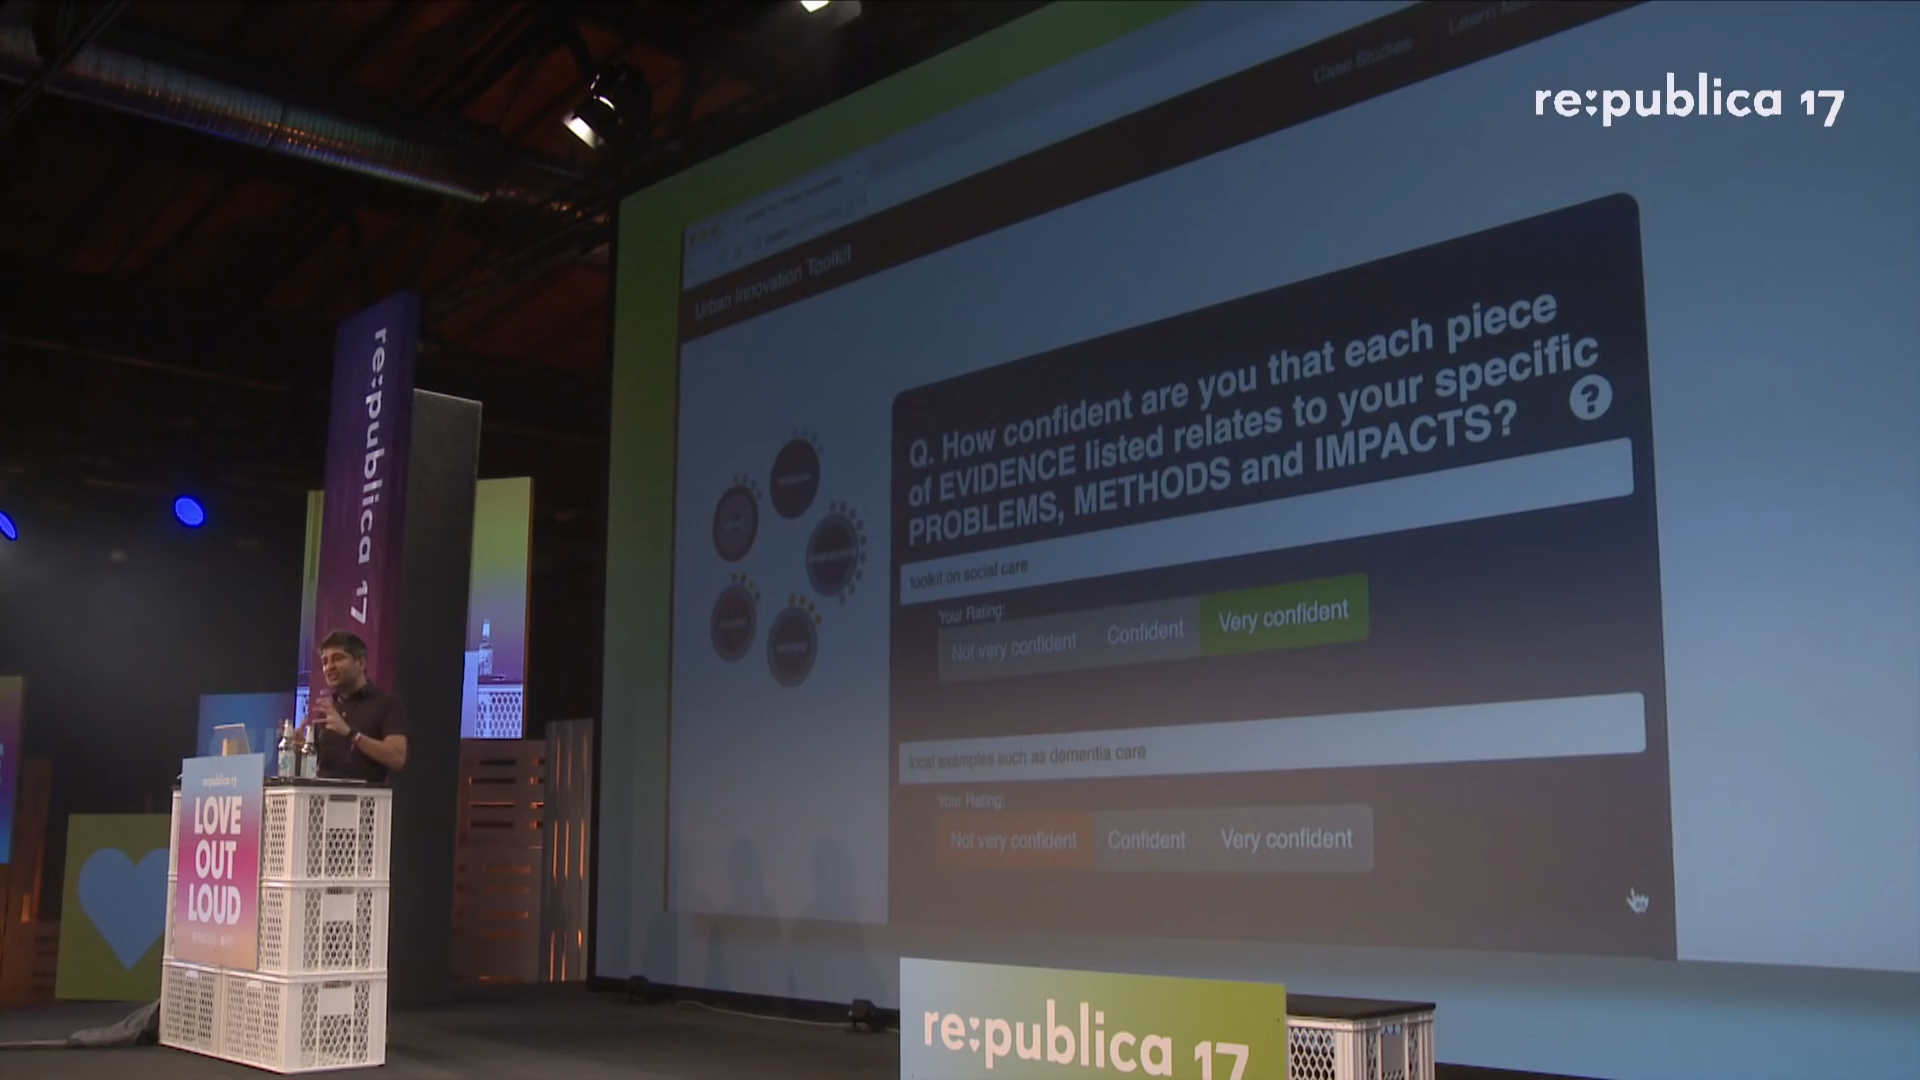 re:publica 17
Case Studies
Urban Innovation Toolkit
Q. How confident are you that each piece
of EVIDENCE listed relates to your specific
PROBLEMS, METHODS and IMPACTS?
?
toolkit on social care
Your Rating:
Not very confident
Confident
Very confident
local examples such as dementia care
Your Rating:
Not very confident
Confident
Very confident
re:publica 17
re:publica 17
LOVE
OUT
LOUD
re:publica 17